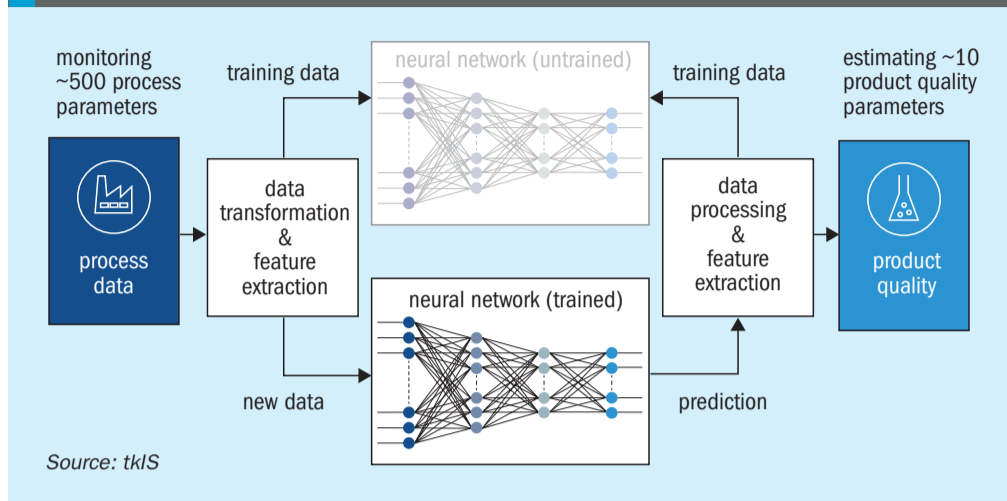 monitoring
~500 process
parameters
process
data
training data
data
transformation
&
feature
extraction
new data
neural network (untrained)
neural network (trained)
training data
data
processing
&
feature
extraction
prediction
estimating ~10
product quality
parameters
product
quality
Source: tkIS